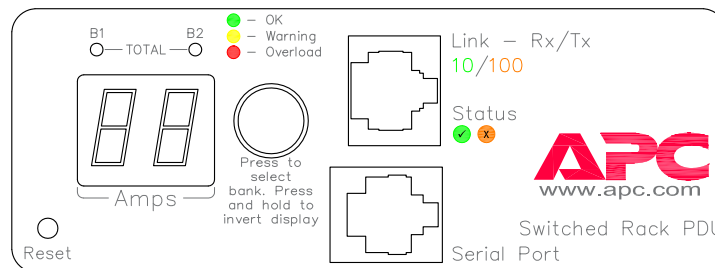 B1 — TOTAL — B2
– OK
– Warning
– Overload
Amps
Press to
select
bank. Press
and hold to
invert display
Reset
Link – Rx/Tx
10/100
Status
✓ X
Serial Port
APC
www.apc.com
Switched Rack PDU